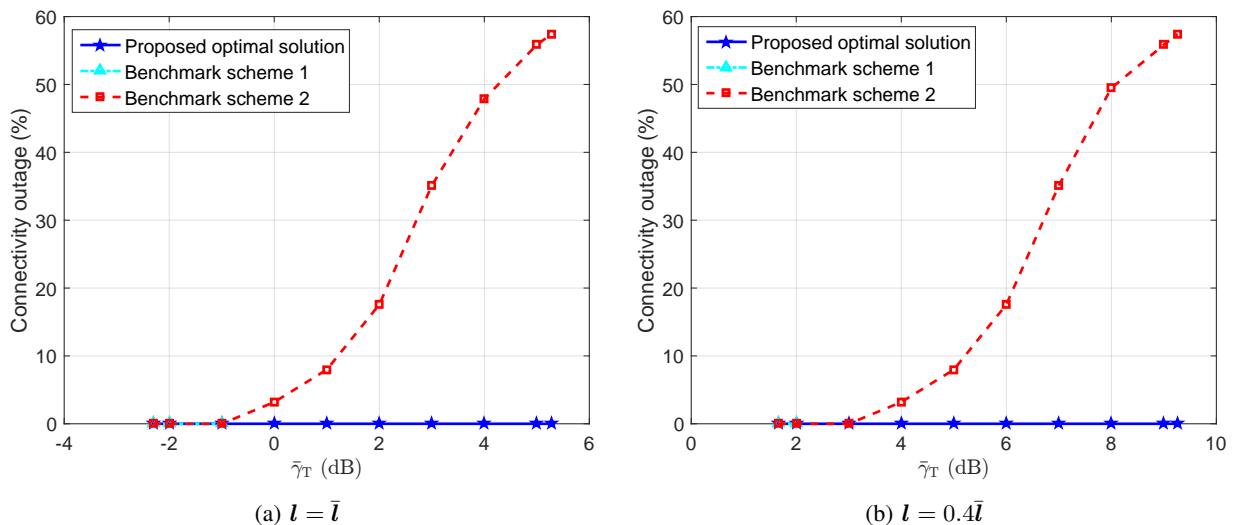 60
50
40
30
20
10
0
Connectivity outage (%)
Proposed optimal solution
Benchmark scheme 1
Benchmark scheme 2
-4 -2 0 2 4 6
γ̄_T (dB)
(a) l = l̄
60
50
40
30
20
10
0
Connectivity outage (%)
Proposed optimal solution
Benchmark scheme 1
Benchmark scheme 2
0 2 4 6 8 10
γ̄_T (dB)
(b) l = 0.4l̄